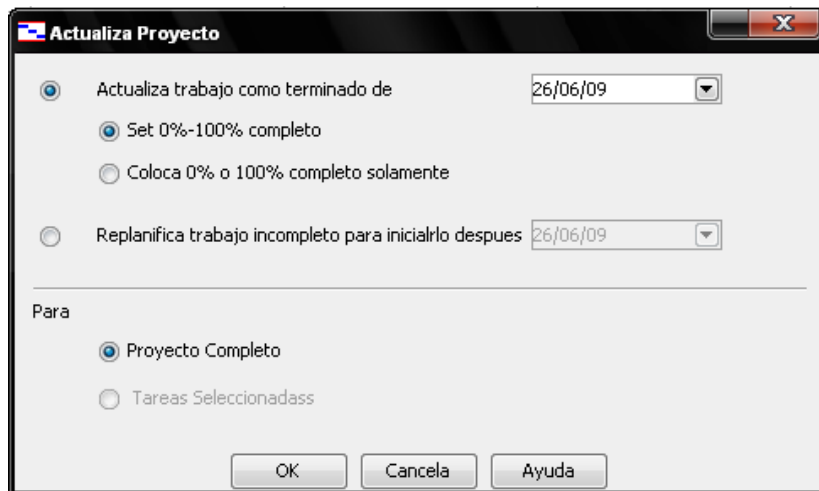 Actualiza Proyecto
Actualiza trabajo como terminado de 26/06/09
Set 0%-100% completo
Coloca 0% o 100% completo solamente
Replanifica trabajo incompleto para inicialrlo despues 26/06/09
Para
Proyecto Completo
Tareas Seleccionadass
OK Cancela Ayuda